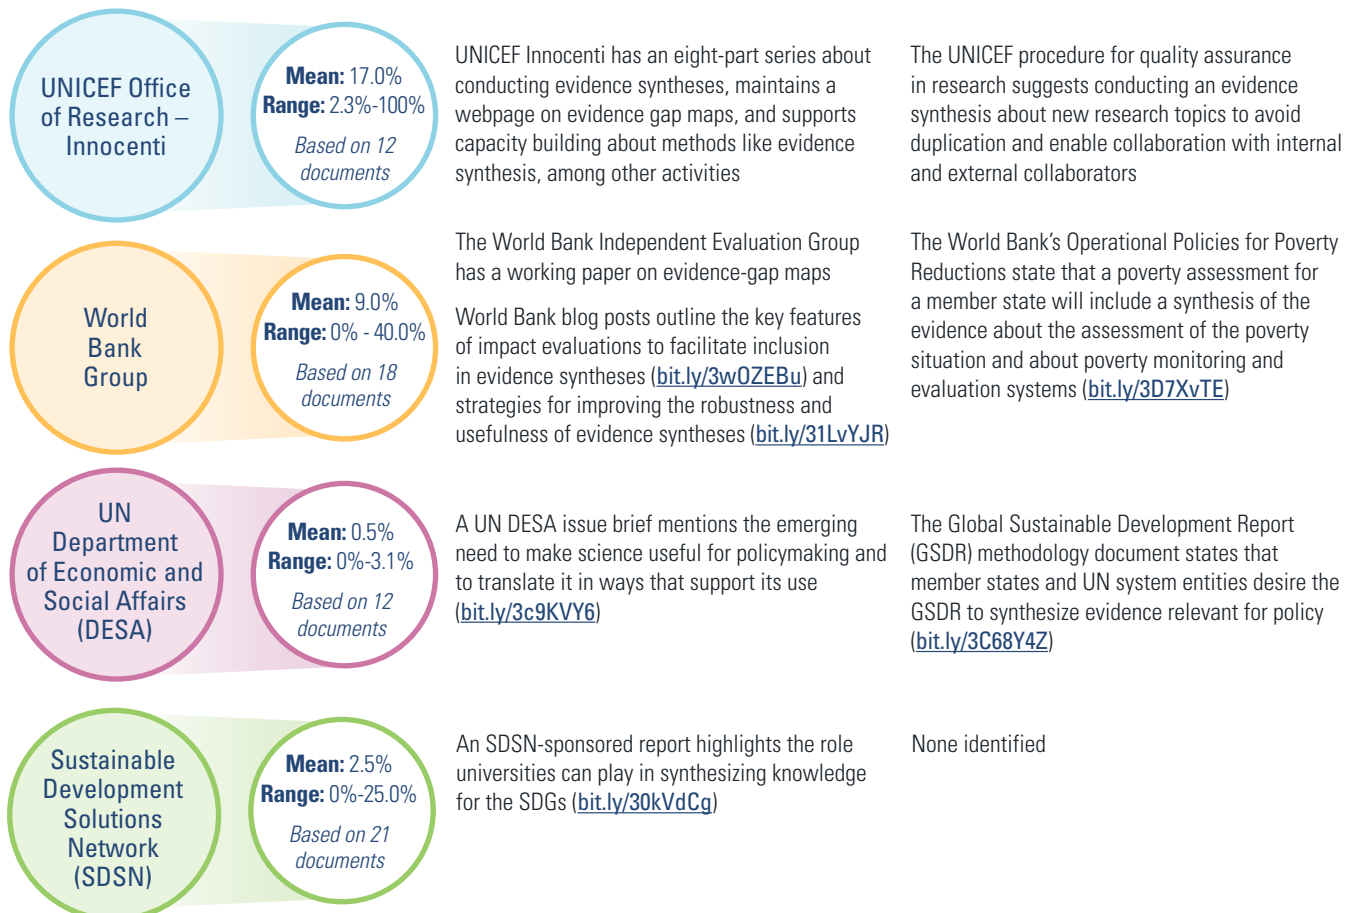 UNICEF Office
of Research –
Innocenti
Mean: 17.0%
Range: 2.3%-100%
Based on 12
documents
UNICEF Innocenti has an eight-part series about
conducting evidence syntheses, maintains a
webpage on evidence gap maps, and supports
capacity building about methods like evidence
synthesis, among other activities
The UNICEF procedure for quality assurance
in research suggests conducting an evidence
synthesis about new research topics to avoid
duplication and enable collaboration with internal
and external collaborators
World
Bank
Group
Mean: 9.0%
Range: 0% - 40.0%
Based on 18
documents
The World Bank Independent Evaluation Group
has a working paper on evidence-gap maps
World Bank blog posts outline the key features
of impact evaluations to facilitate inclusion
in evidence syntheses (bit.ly/3wOZEBu) and
strategies for improving the robustness and
usefulness of evidence syntheses (bit.ly/31LvYJR)
The World Bank's Operational Policies for Poverty
Reductions state that a poverty assessment for
a member state will include a synthesis of the
evidence about the assessment of the poverty
situation and about poverty monitoring and
evaluation systems (bit.ly/3D7XvTE)
UN
Department
of Economic and
Social Affairs
(DESA)
Mean: 0.5%
Range: 0%-3.1%
Based on 12
documents
A UN DESA issue brief mentions the emerging
need to make science useful for policymaking and
to translate it in ways that support its use
(bit.ly/3c9KVY6)
The Global Sustainable Development Report
(GSDR) methodology document states that
member states and UN system entities desire the
GSDR to synthesize evidence relevant for policy
(bit.ly/3C68Y4Z)
Sustainable
Development
Solutions
Network
(SDSN)
Mean: 2.5%
Range: 0%-25.0%
Based on 21
documents
An SDSN-sponsored report highlights the role
universities can play in synthesizing knowledge
for the SDGs (bit.ly/30kVdCg)
None identified